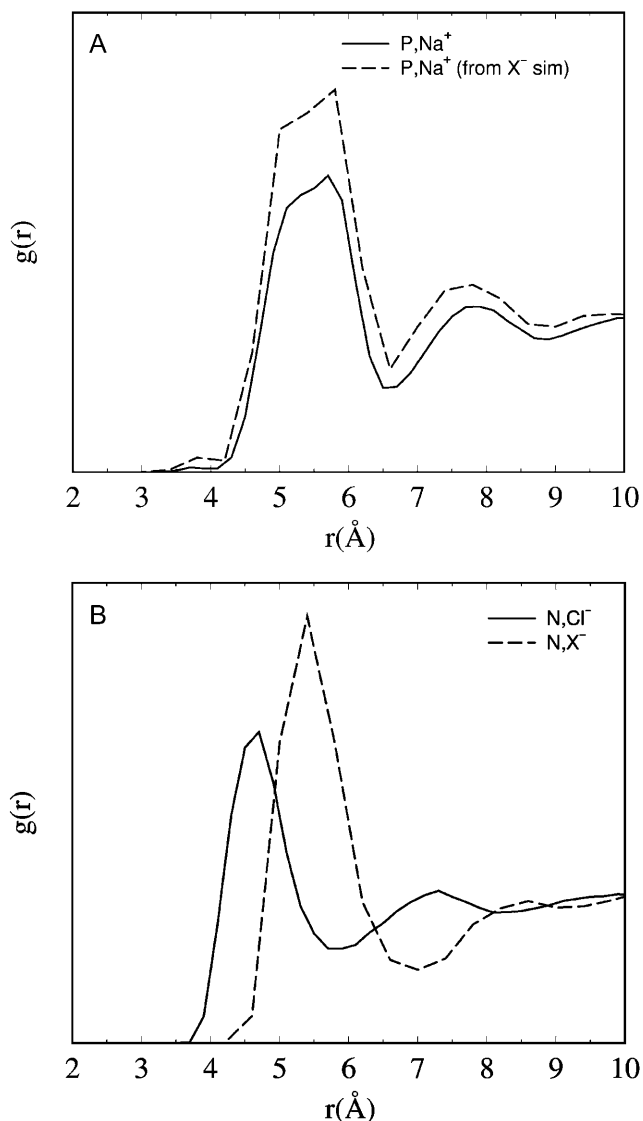 A
P,Na⁺
P,Na⁺ (from X⁻ sim)
g(r)
2 3 4 5 6 7 8 9 10
r(Å)
B
N,Cl⁻
N,X⁻
g(r)
2 3 4 5 6 7 8 9 10
r(Å)